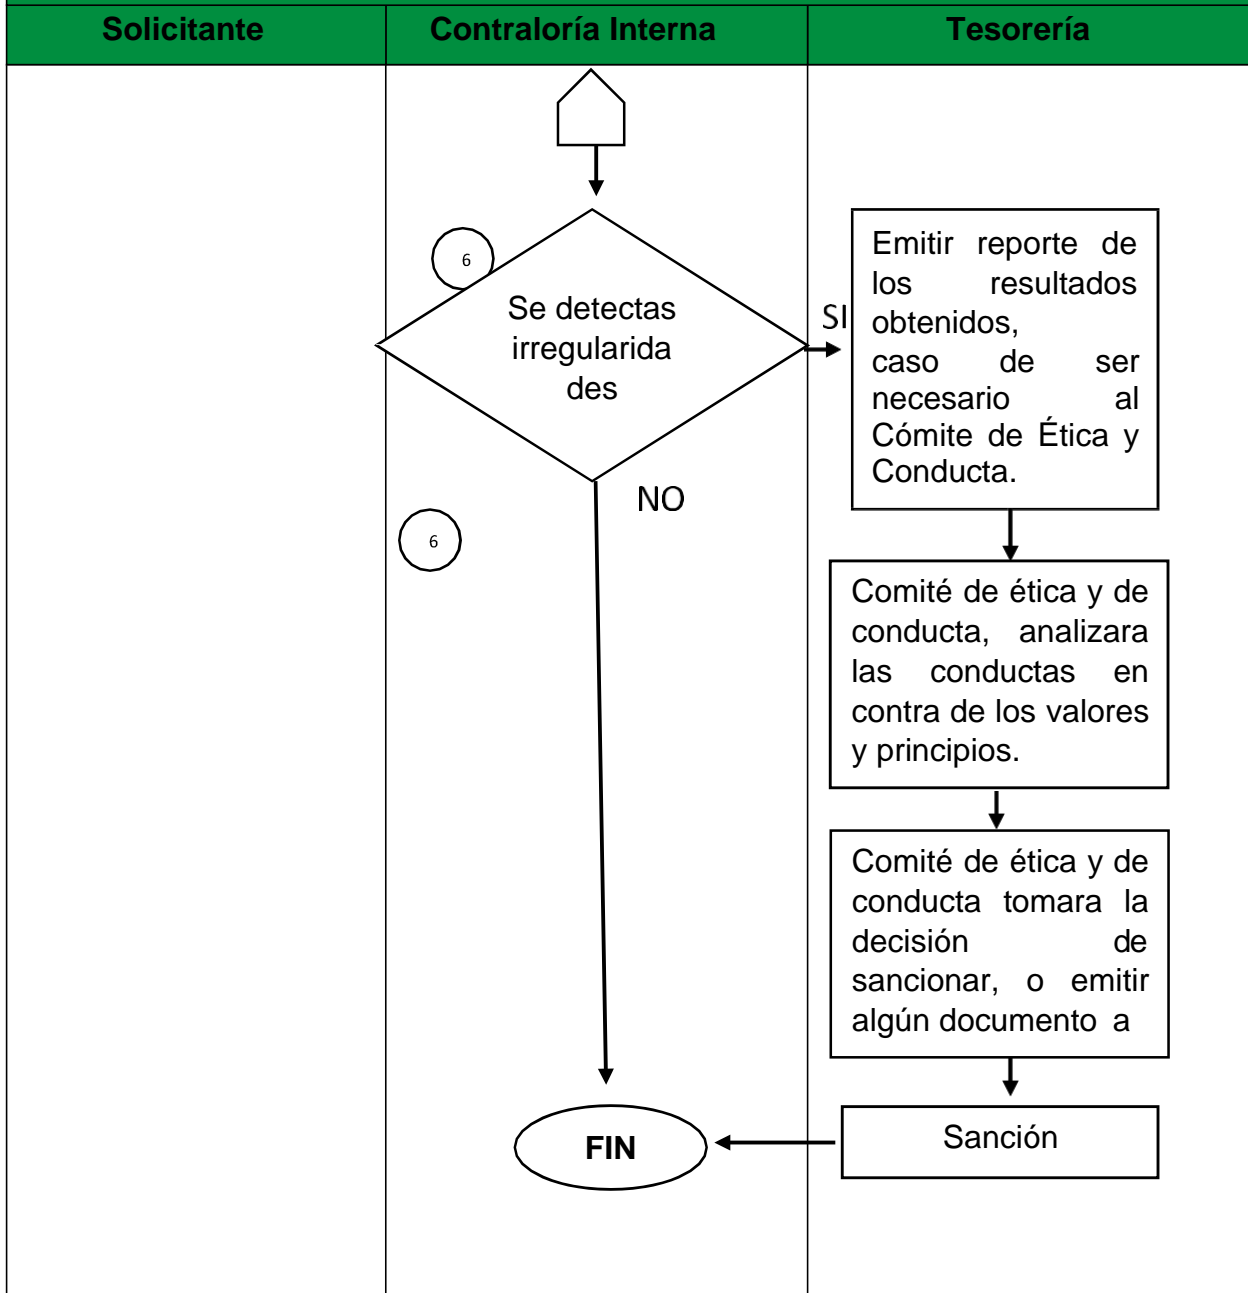 Solicitante
Contraloría Interna
Tesorería
6
Se detectas
irregularida
des
SI
NO
6
Emitir reporte de
los resultados
obtenidos,
caso de ser
necesario al
Cómite de Ética y
Conducta.
Comité de ética y de
conducta, analizara
las conductas en
contra de los valores
y principios.
Comité de ética y de
conducta tomara la
decisión de
sancionar, o emitir
algún documento a
Sanción
FIN